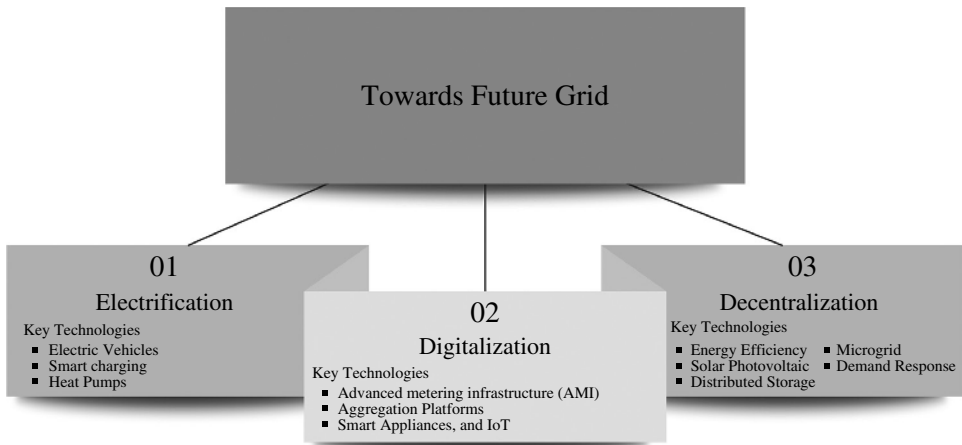 Towards Future Grid
01
Electrification
Key Technologies
▪ Electric Vehicles
▪ Smart charging
▪ Heat Pumps
02
Digitalization
Key Technologies
▪ Advanced metering infrastructure (AMI)
▪ Aggregation Platforms
▪ Smart Appliances, and IoT
03
Decentralization
Key Technologies
▪ Energy Efficiency
▪ Solar Photovoltaic
▪ Distributed Storage
▪ Microgrid
▪ Demand Response